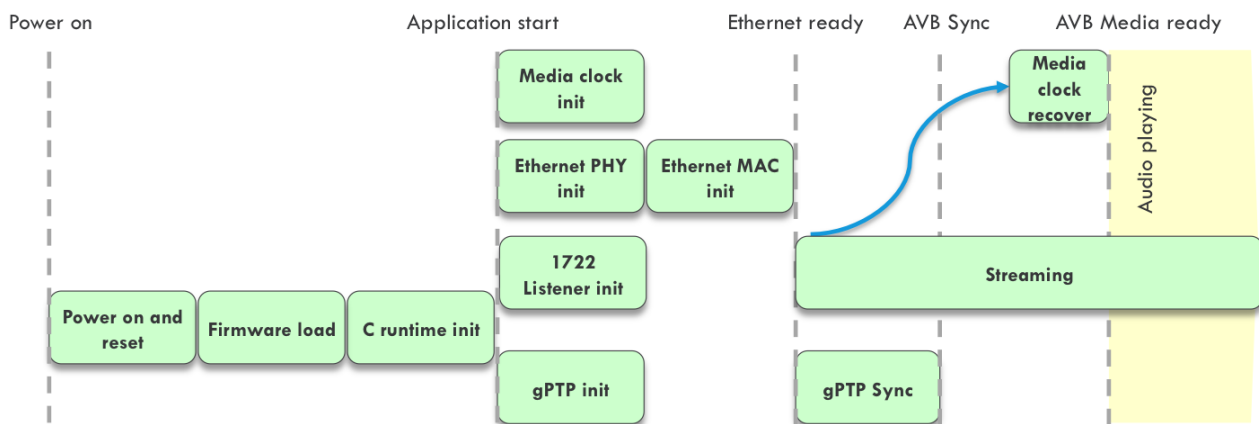 Power on
Application start
Ethernet ready
AVB Sync
AVB Media ready
Media clock
init
Media
clock
recover
Ethernet PHY
init
Ethernet MAC
init
Audio playing
1722
Listener init
Streaming
Power on and
reset
Firmware load
C runtime init
gPTP init
gPTP Sync